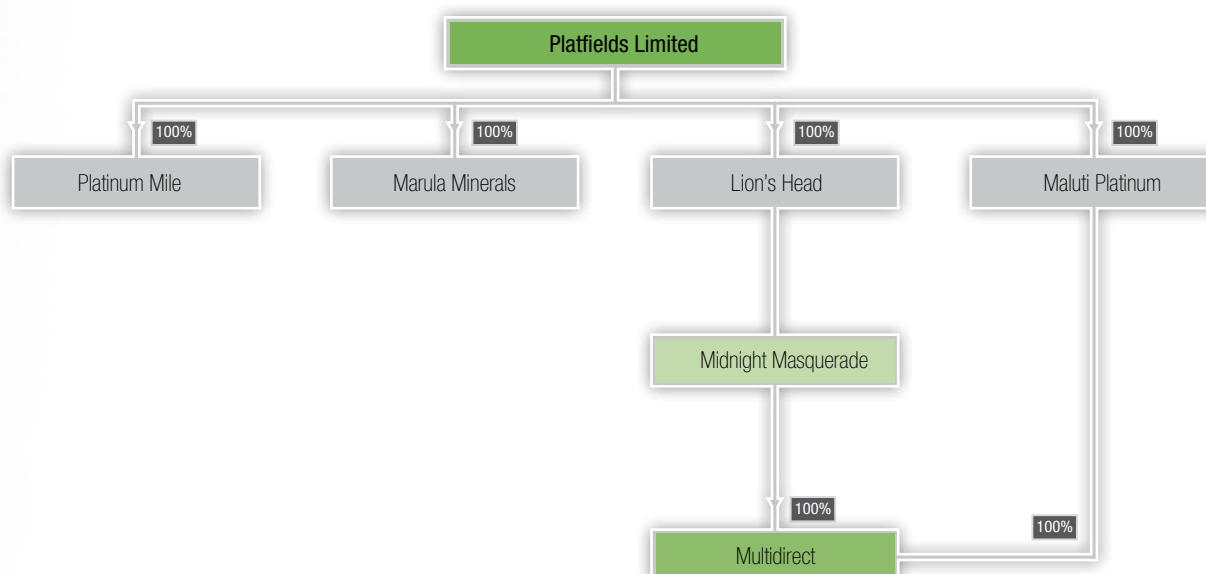 Platfields Limited
100%
100%
100%
100%
Platinum Mile
Marula Minerals
Lion's Head
Maluti Platinum
Midnight Masquerade
100%
100%
Multidirect